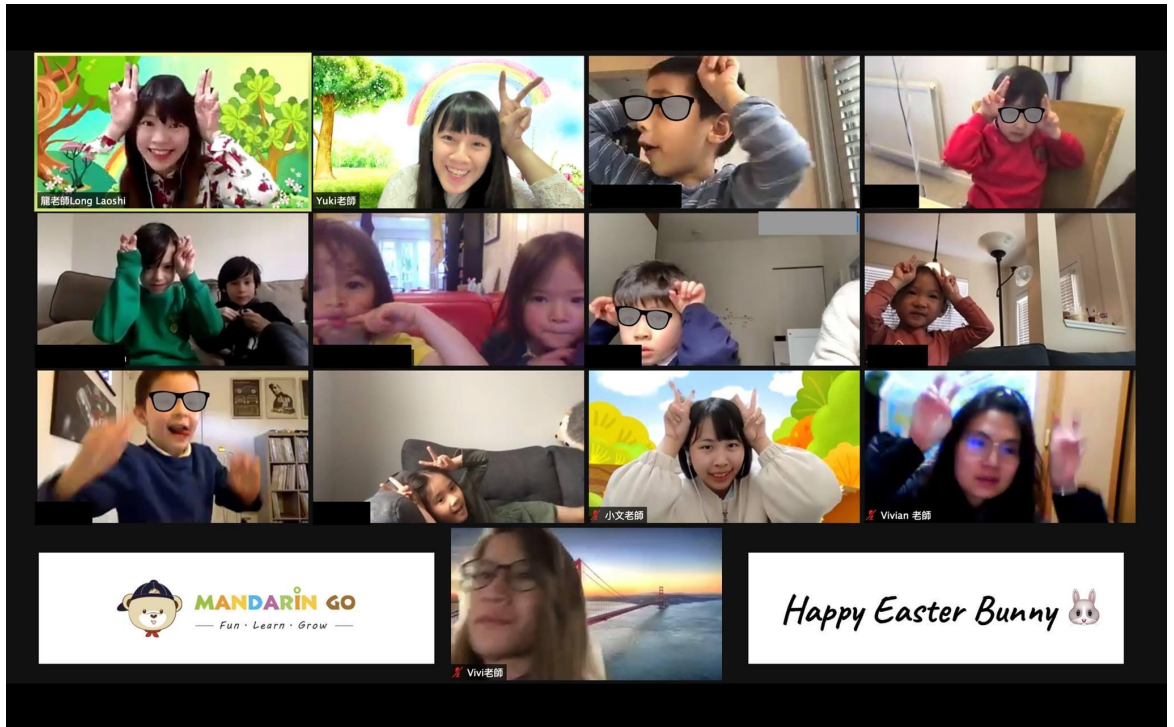 龍老師Long Laoshi
Yuki老師
小文老師
Vivian 老師
MANDARIN GO
Fun · Learn · Grow
Vivi老師
Happy Easter Bunny